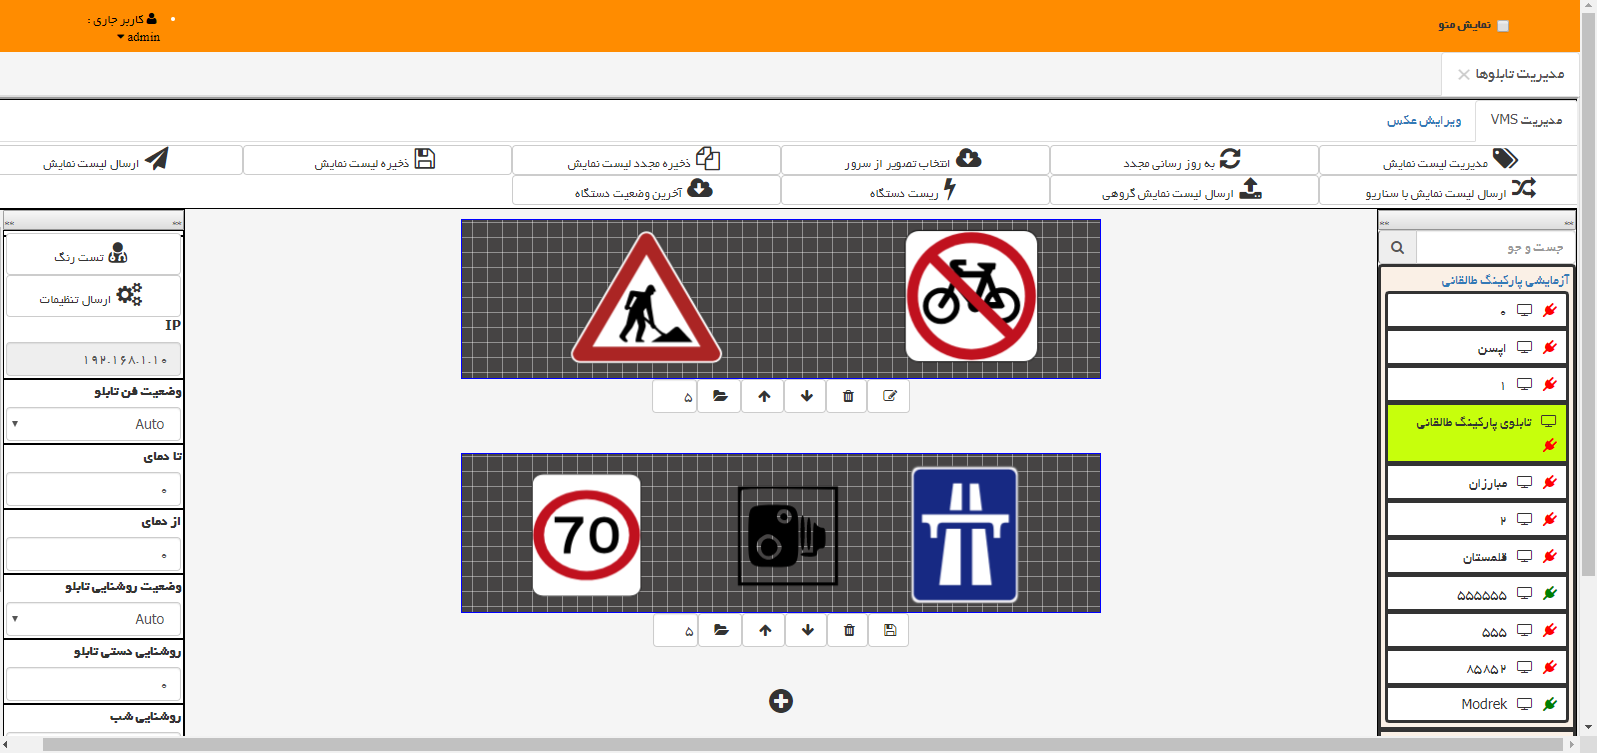 نمایش منو
کاربر جاری :
admin
مدیریت تابلوها
مدیریت VMS
ویرایش عکس
مدیریت لیست نمایش
به روز رسانی مجدد
انتخاب تصویر از سرور
ذخیره مجدد لیست نمایش
ذخیره لیست نمایش
ارسال لیست نمایش
ارسال لیست نمایش با سناریو
ارسال لیست نمایش گروهی
ریست دستگاه
آخرین وضعیت دستگاه
جست و جو
آزمایشی پارکینگ طالقانی
۰
اپسن
۱
تابلوی پارکینگ طالقانی
مبارزان
۲
قلمستان
۵۵۵۵۵۵
۵۵۵
۸۵۸۵۲
Modrek
۵
70
۵
تست رنگ
ارسال تنظیمات
IP
۱۹۲.۱۶۸.۱.۱۰
وضعیت فن تابلو
Auto
تا دمای
۰
از دمای
۰
وضعیت روشنایی تابلو
Auto
روشنایی دستی تابلو
۰
روشنایی شب